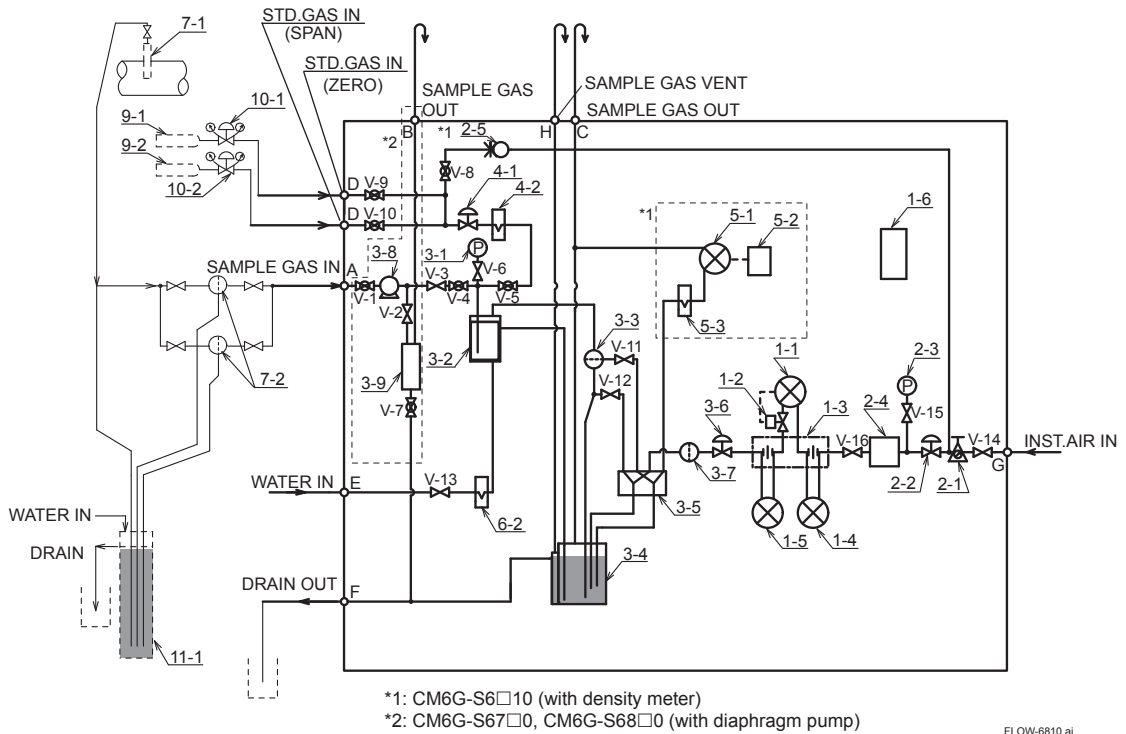 7-1
STD.GAS IN
(SPAN)
STD.GAS IN
(ZERO)
SAMPLE GAS
OUT
SAMPLE GAS VENT
SAMPLE GAS OUT
10-1
9-1
9-2
10-2
B
*2
*1
2-5
H
C
V-8
D
V-9
4-1
4-2
D
V-10
*1
5-1
5-2
1-6
3-1
P
V-6
SAMPLE GAS IN
A
3-8
V-3
V-1
V-4
V-5
5-3
V-2
3-2
3-3
V-11
7-2
3-9
V-12
V-7
1-1
1-2
1-3
2-3
P
2-4
V-15
3-6
V-16
V-14
INST.AIR IN
G
3-7
2-2
2-1
WATER IN
E
V-13
6-2
3-5
1-5
1-4
WATER IN
DRAIN
3-4
DRAIN OUT
F
11-1
*1: CM6G-S6□10 (with density meter)
*2: CM6G-S67□0, CM6G-S68□0 (with diaphragm pump)
FLOW-6810.ai